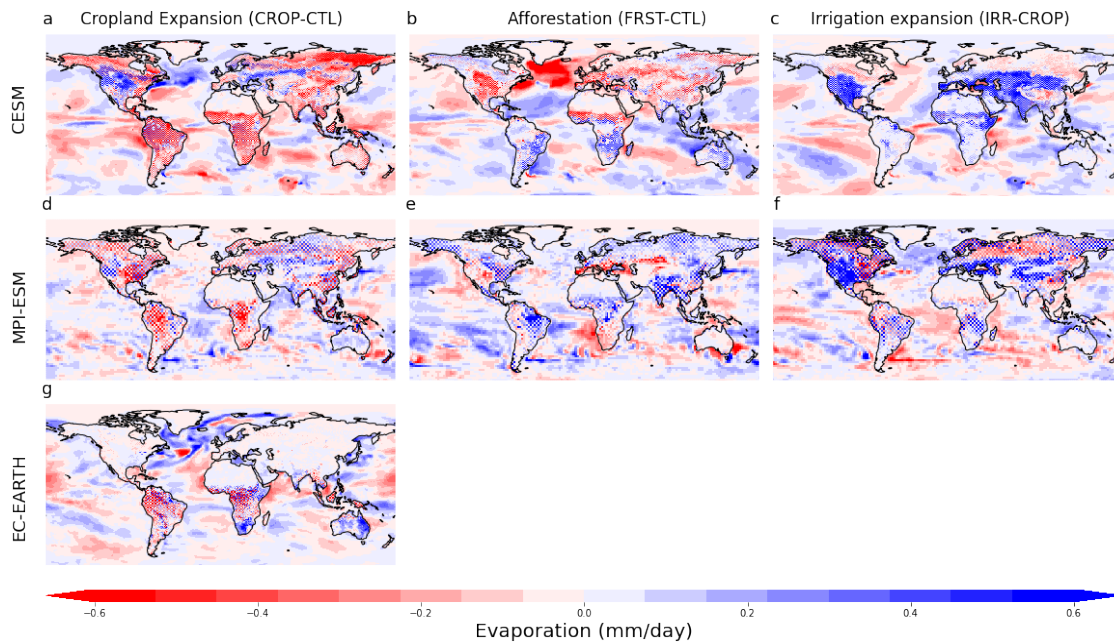 a Cropland Expansion (CROP-CTL)
b Afforestation (FRST-CTL)
c Irrigation expansion (IRR-CROP)
CESM
d
e
f
MPI-ESM
g
EC-EARTH
−0.6 −0.4 −0.2 0.0 0.2 0.4 0.6
Evaporation (mm/day)